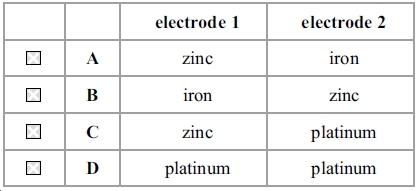 electrode 1 electrode 2
A zinc iron
B iron zinc
C zinc platinum
D platinum platinum